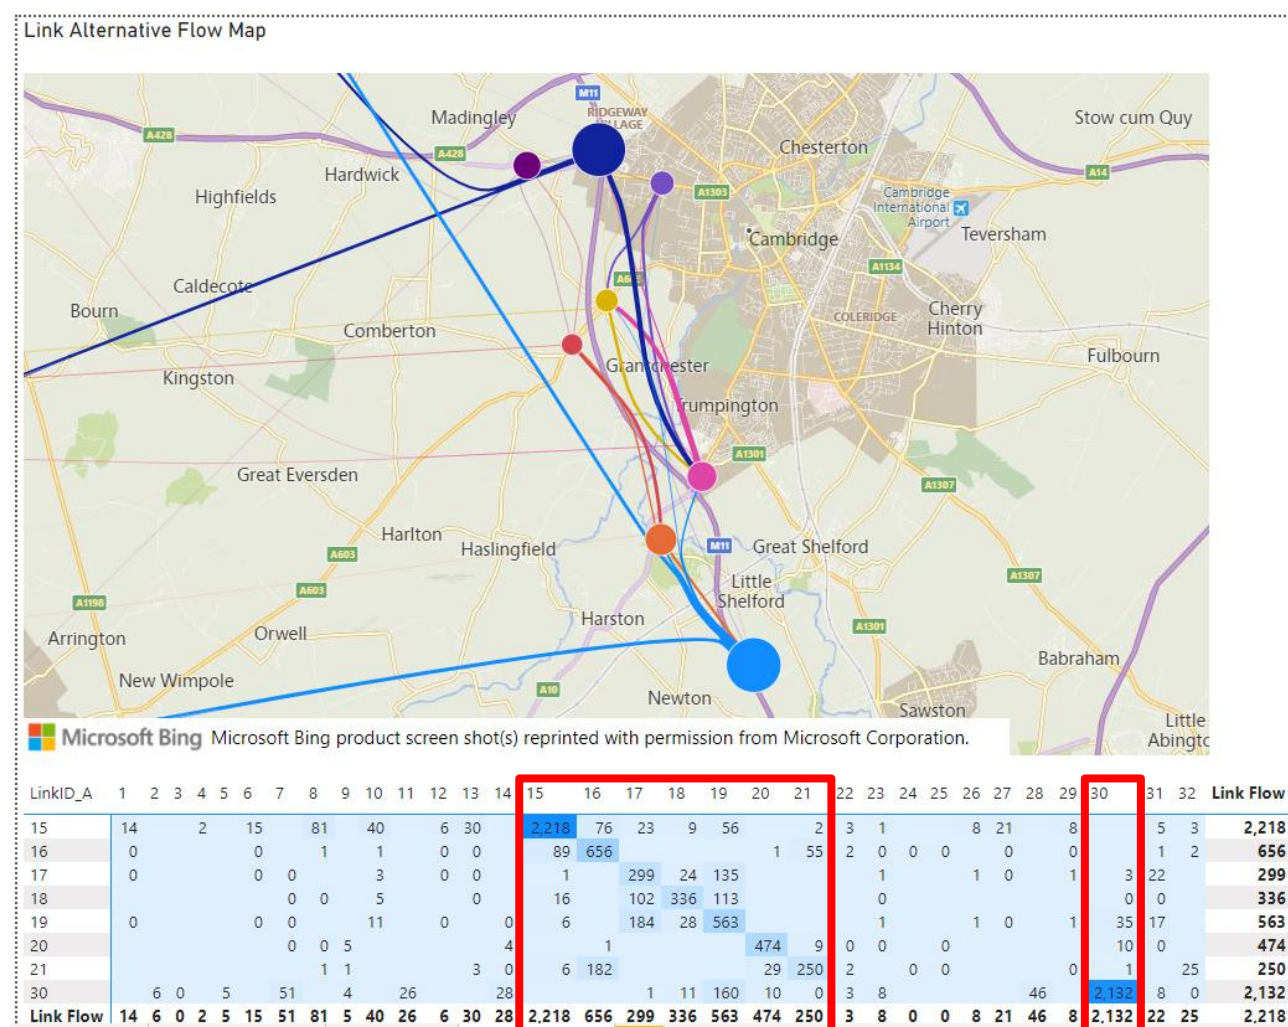 Link Alternative Flow Map
M11
Madingley
RIDGEWAY
VILLAGE
Stow cum Quy
A428
Chesterton
A428
Hardwick
A14
Highfields
A1303
Cambridge
International
Airport
Teversham
Cambridge
A1134
Caldecote
Bourn
Cherry
Hinton
COLERIDGE
Comberton
Fulbourn
Grantchester
Kingston
Trumpington
A1301
Great Eversden
A1307
Harlton
Haslingfield
M11
Great Shelford
A603
A1307
Little
Shelford
A603
A1198
Harston
Arrington
Orwell
A1301
Babraham
New Wimpole
A10
Newton
Sawston
Little
Microsoft Bing Microsoft Bing product screen shot(s) reprinted with permission from Microsoft Corporation.
LinkID_A 1 2 3 4 5 6 7 8 9 10 11 12 13 14 15 16 17 18 19 20 21 22 23 24 25 26 27 28 29 30 31 32 Link Flow
15 14 2 15 81 40 6 30 2,218 76 23 9 56 2 3 1 8 21 8 5 3 2,218
16 0 0 1 1 0 0 89 656 1 55 2 0 0 0 0 0 1 2 656
17 0 0 0 3 0 0 1 299 24 135 1 1 0 1 3 22 299
18 0 0 5 0 16 102 336 113 0 0 0 336
19 0 0 0 11 0 0 6 184 28 563 1 1 0 1 35 17 563
20 0 0 5 4 1 474 9 0 0 0 10 0 474
21 1 1 3 0 6 182 29 250 2 0 0 0 1 25 250
30 6 0 5 51 4 26 28 1 11 160 10 0 3 8 46 2,132 8 0 2,132
Link Flow 14 6 0 2 5 15 51 81 5 40 26 6 30 28 2,218 656 299 336 563 474 250 3 8 0 0 8 21 46 8 2,132 22 25 2,218